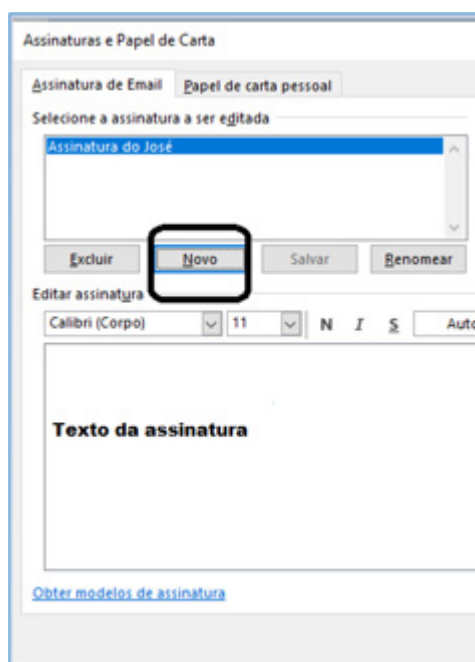 Assinaturas e Papel de Carta
Assinatura de Email Papel de carta pessoal
Selecione a assinatura a ser editada
Assinatura do José
Excluir Novo Salvar Renomear
Editar assinatura
Calibri (Corpo) 11 N I S Auto
Texto da assinatura
Obter modelos de assinatura